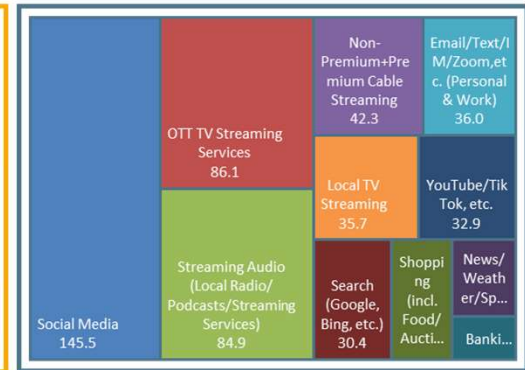 Social Media
145.5
OTT TV Streaming
Services
86.1
Streaming Audio
(Local Radio/
Podcasts/Streaming
Services)
84.9
Non-
Premium+Pre
mium Cable
Streaming
42.3
Email/Text/I
M/Zoom,et
c. (Personal
& Work)
36.0
Local TV
Streaming
35.7
YouTube/Tik
Tok, etc.
32.9
Search
(Google,
Bing, etc.)
30.4
Shoppi
ng
(incl.
Food/
Aucti...
News/
Weath
er/Sp...
Banki...